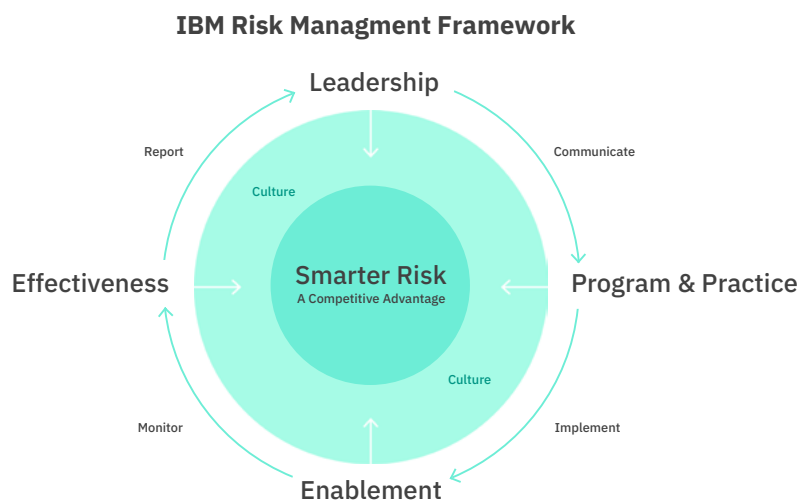 IBM Risk Managment Framework
Leadership
Report
Communicate
Culture
Smarter Risk
A Competitive Advantage
Effectiveness
Program & Practice
Culture
Monitor
Implement
Enablement